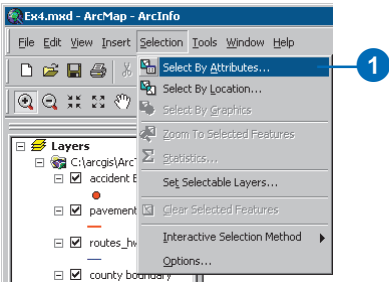 Ex4.mxd - ArcMap - ArcInfo
File Edit View Insert Selection Tools Window Help
Select By Attributes...
1
Select By Location...
Select By Graphics
Zoom To Selected Features
Layers
Statistics...
C:\arcgis\Arc
accident
Set Selectable Layers...
pavement
Clear Selected Features
routes_hw
Interactive Selection Method
county boundary
Options...